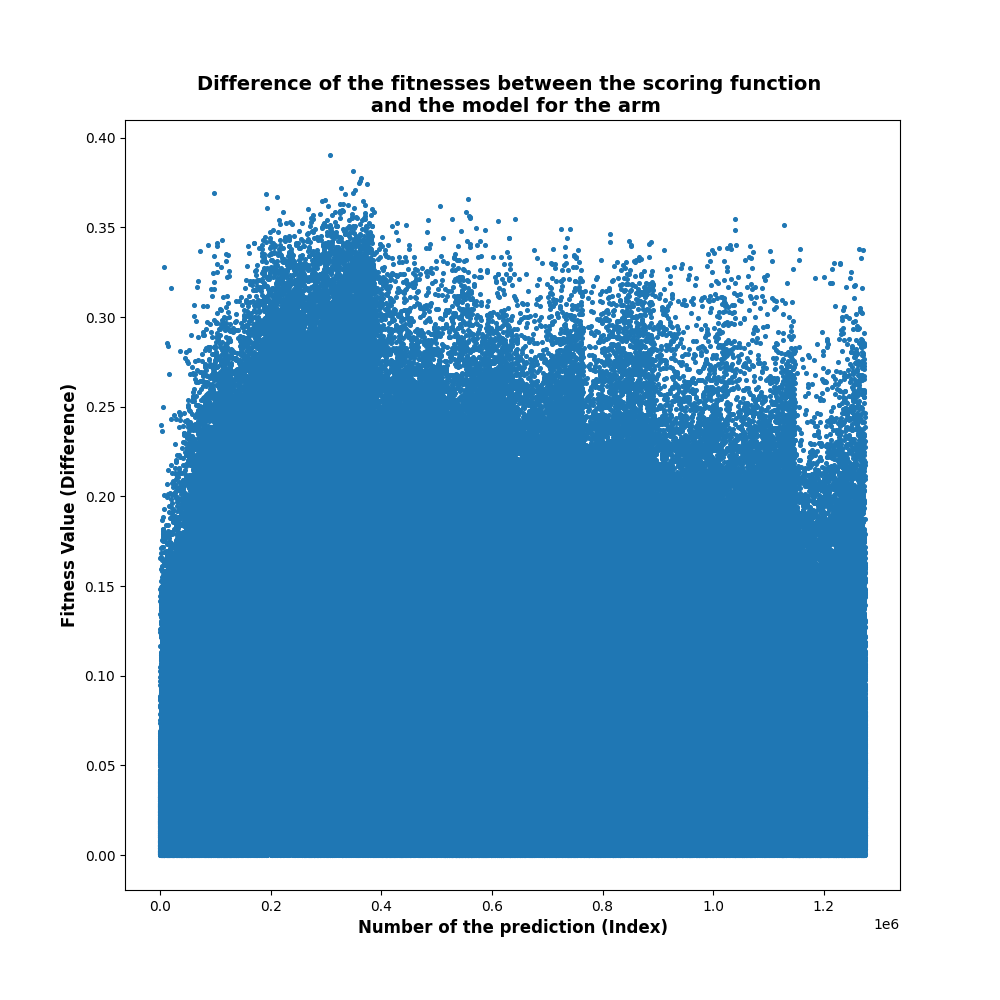 Difference of the fitnesses between the scoring function
and the model for the arm
Fitness Value (Difference)
0.40
0.35
0.30
0.25
0.20
0.15
0.10
0.05
0.00
0.0 0.2 0.4 0.6 0.8 1.0 1.2
1e6
Number of the prediction (Index)